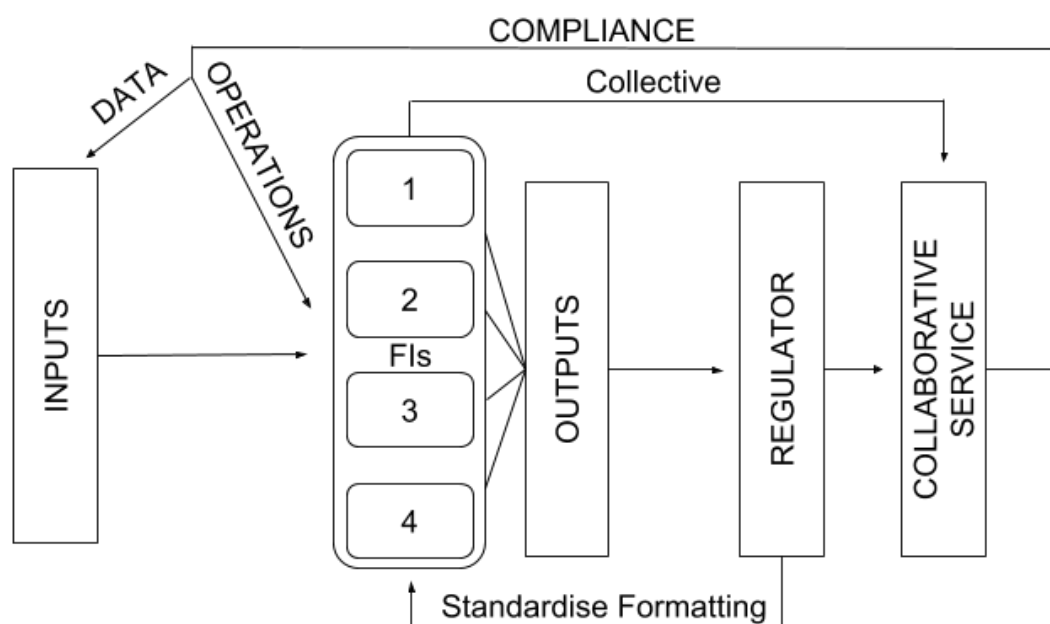 COMPLIANCE
Collective
DATA
OPERATIONS
INPUTS
1
2
FIs
3
4
OUTPUTS
REGULATOR
COLLABORATIVE
SERVICE
Standardise Formatting